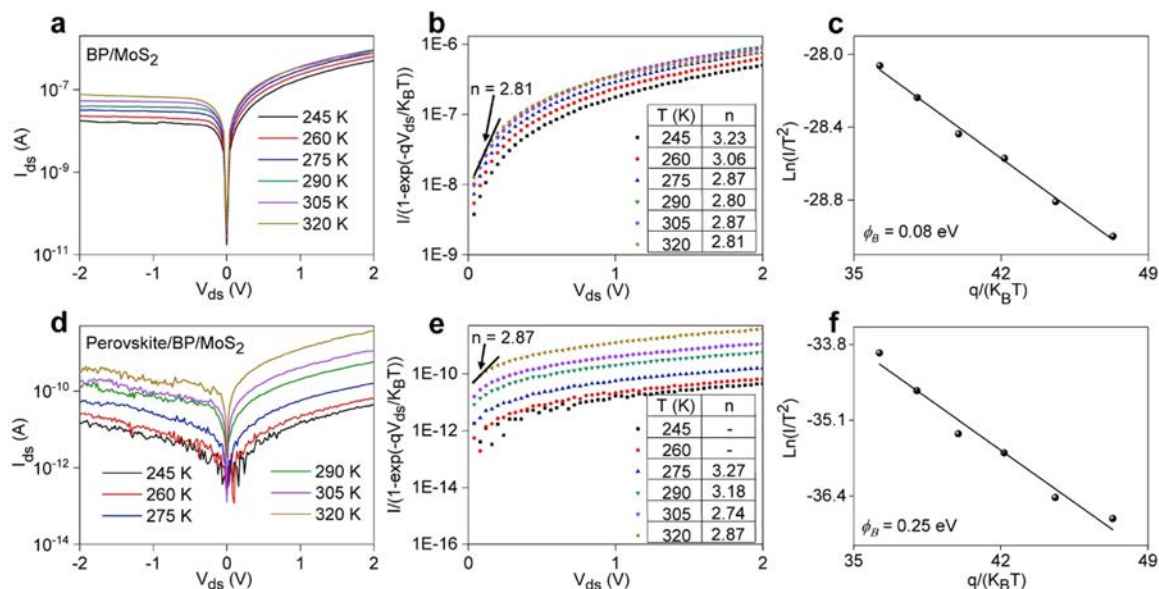 a
BP/MoS2
Ids (A)
10-7
10-9
10-11
245 K
260 K
275 K
290 K
305 K
320 K
-2 -1 0 1 2
Vds (V)
b
I/(1-exp(-qVds/KBT))
1E-6
1E-7
1E-8
1E-9
n = 2.81
T (K) n
245 3.23
260 3.06
275 2.87
290 2.80
305 2.87
320 2.81
0 1 2
Vds (V)
c
Ln(I/T2)
-28.0
-28.4
-28.8
ϕB = 0.08 eV
35 42 49
q/(KBT)
d
Perovskite/BP/MoS2
Ids (A)
10-10
10-12
10-14
245 K 290 K
260 K 305 K
275 K 320 K
-2 -1 0 1 2
Vds (V)
e
I/(1-exp(-qVds/KBT))
1E-10
1E-12
1E-14
1E-16
n = 2.87
T (K) n
245 -
260 -
275 3.27
290 3.18
305 2.74
320 2.87
0 1 2
Vds (V)
f
Ln(I/T2)
-33.8
-35.1
-36.4
ϕB = 0.25 eV
35 42 49
q/(KBT)